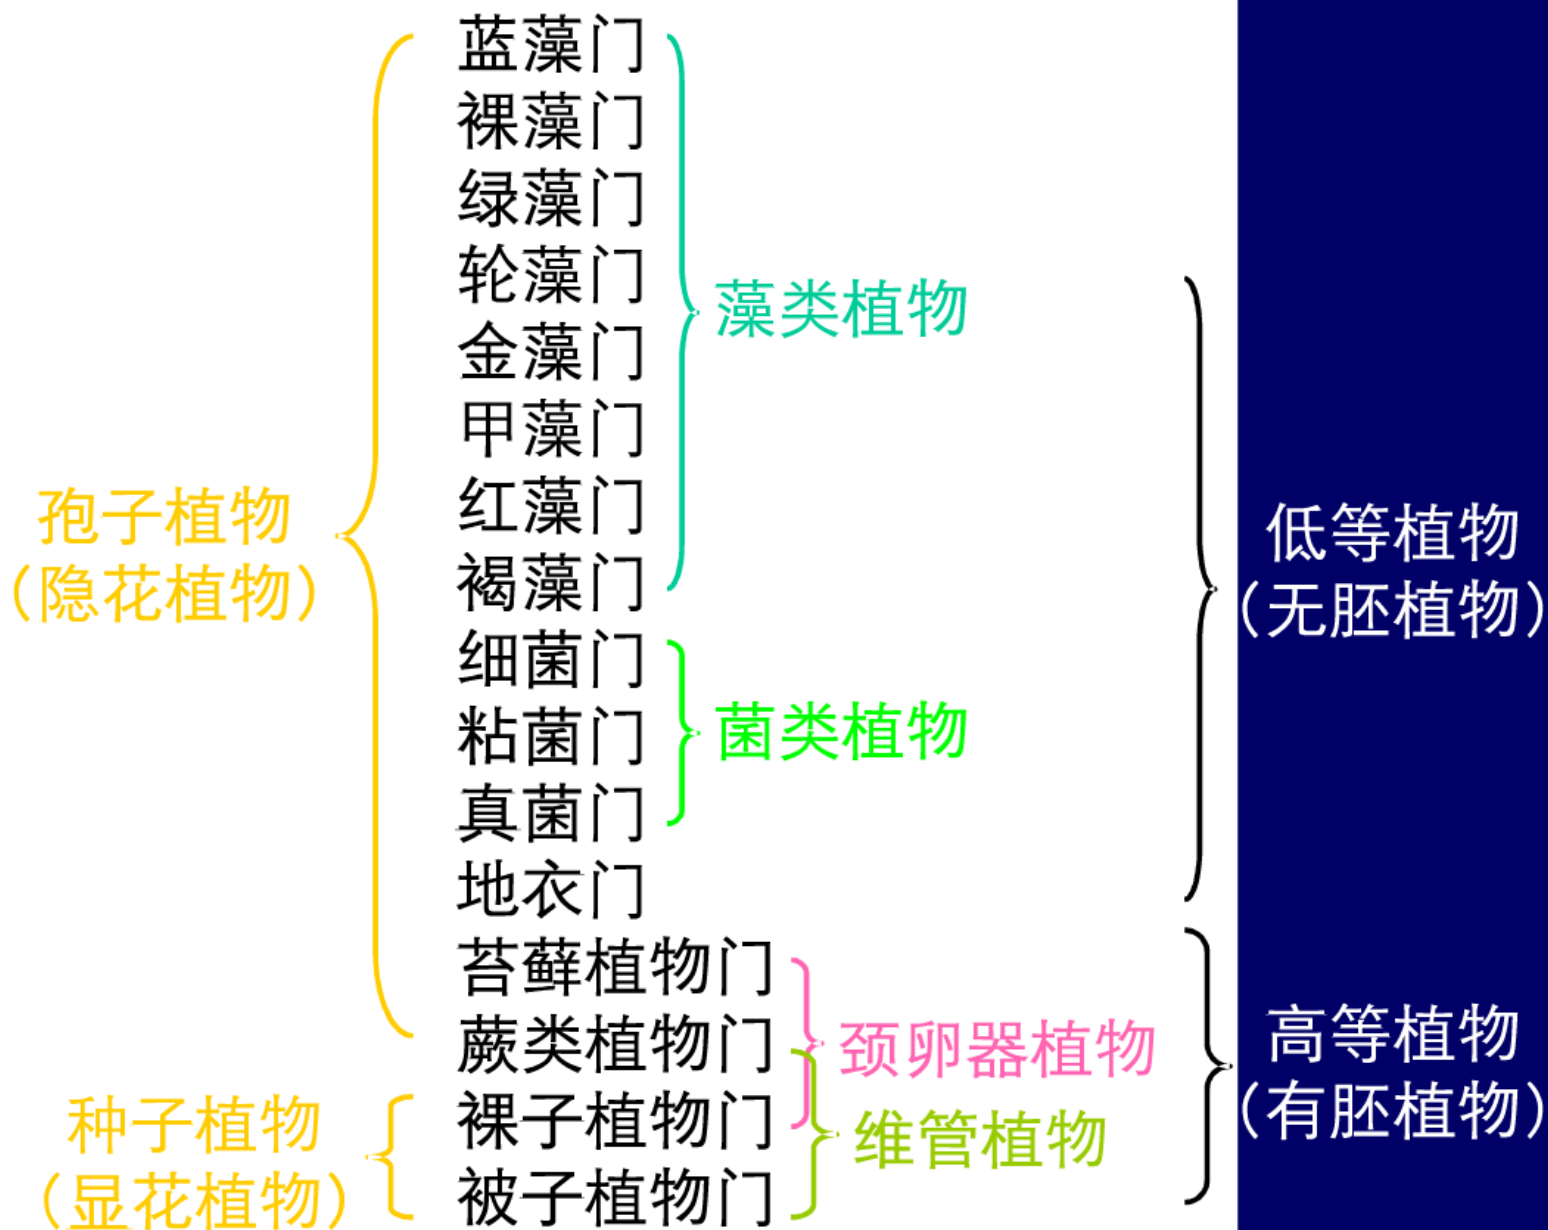 蓝藻门
裸藻门
绿藻门
轮藻门
金藻门
甲藻门
红藻门
褐藻门
细菌门
粘菌门
真菌门
地衣门
苔藓植物门
蕨类植物门
裸子植物门
被子植物门
孢子植物
（隐花植物）
种子植物
（显花植物）
藻类植物
菌类植物
颈卵器植物
维管植物
低等植物
（无胚植物）
高等植物
（有胚植物）